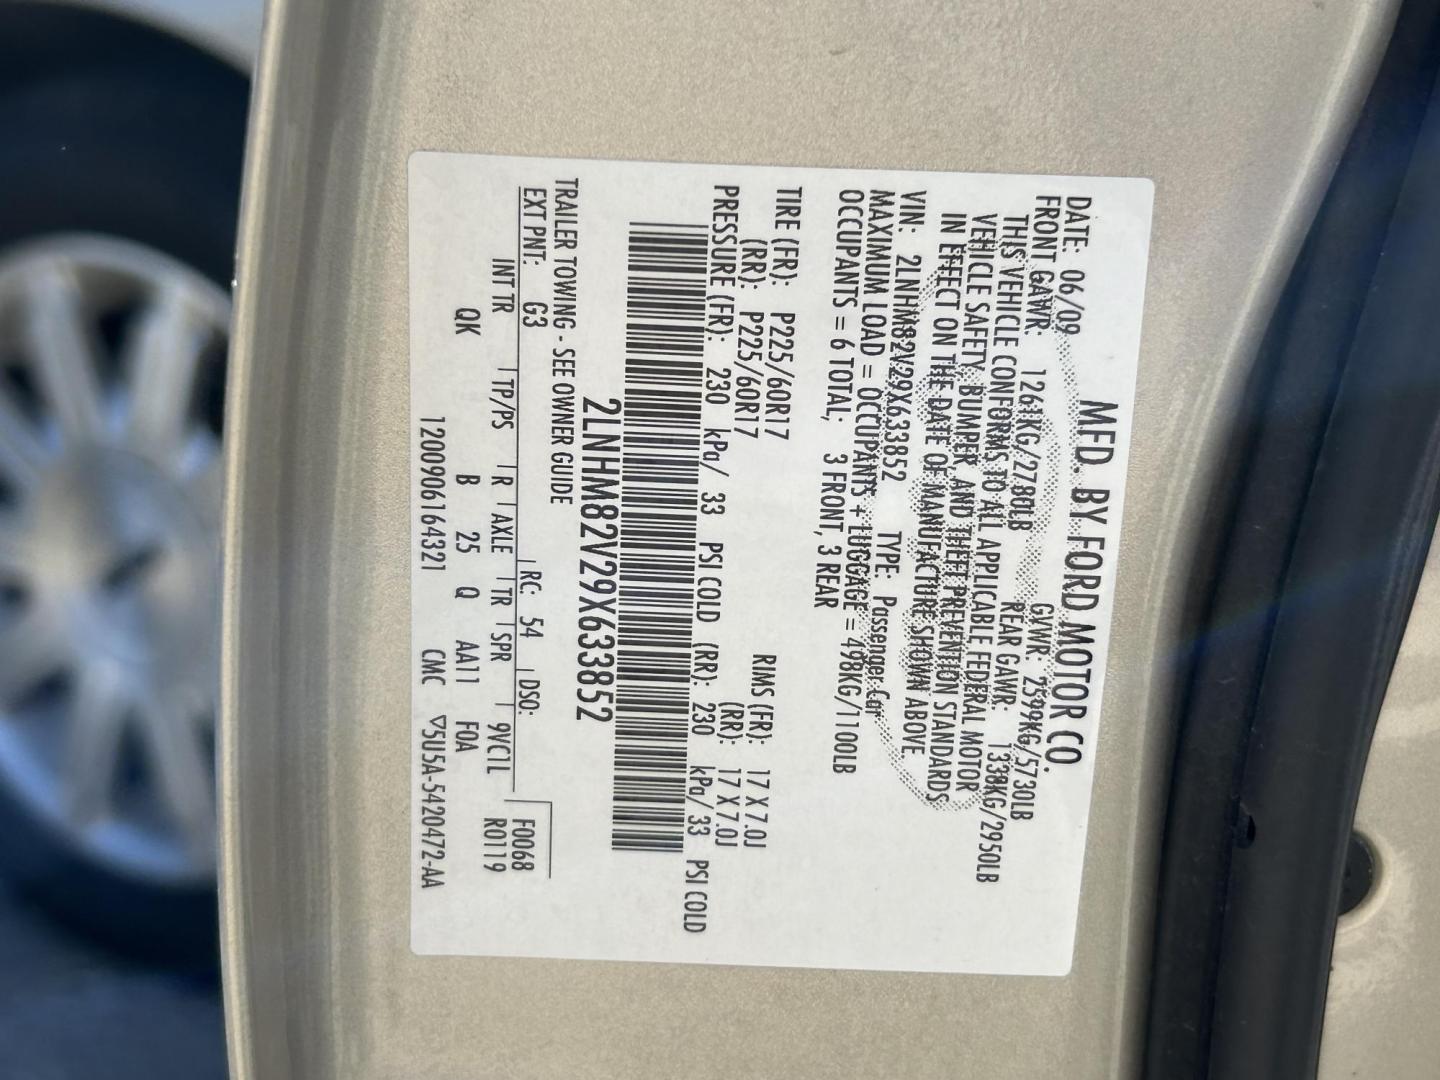 MFD. BY FORD MOTOR CO.
DATE: 06/09 GVWR: 2599KG/5730LB
FRONT GAWR: 1261KG/2780LB REAR GAWR: 1338KG/2950LB
THIS VEHICLE CONFORMS TO ALL APPLICABLE FEDERAL MOTOR
VEHICLE SAFETY, BUMPER, AND THEFT PREVENTION STANDARDS
IN EFFECT ON THE DATE OF MANUFACTURE SHOWN ABOVE.
VIN: 2LNHM82V29X633852 TYPE: Passenger Car
MAXIMUM LOAD = OCCUPANTS + LUGGAGE = 498KG/1100LB
OCCUPANTS = 6 TOTAL, 3 FRONT, 3 REAR
TIRE (FR): P225/60R17 RIMS (FR): 17 X 7.0J
(RR): P225/60R17 (RR): 17 X 7.0J
PRESSURE (FR): 230 kPa/ 33 PSI COLD (RR): 230 kPa/ 33 PSI COLD
2LNHM82V29X633852
TRAILER TOWING - SEE OWNER GUIDE
EXT PNT: G3 RC: 54 DSO: F0068
INT TR TP/PS R AXLE TR SPR 9VC1L R0119
QK B 25 Q AA11 FOA
120090616432​1 CMC ▽5U5A-5420472-AA